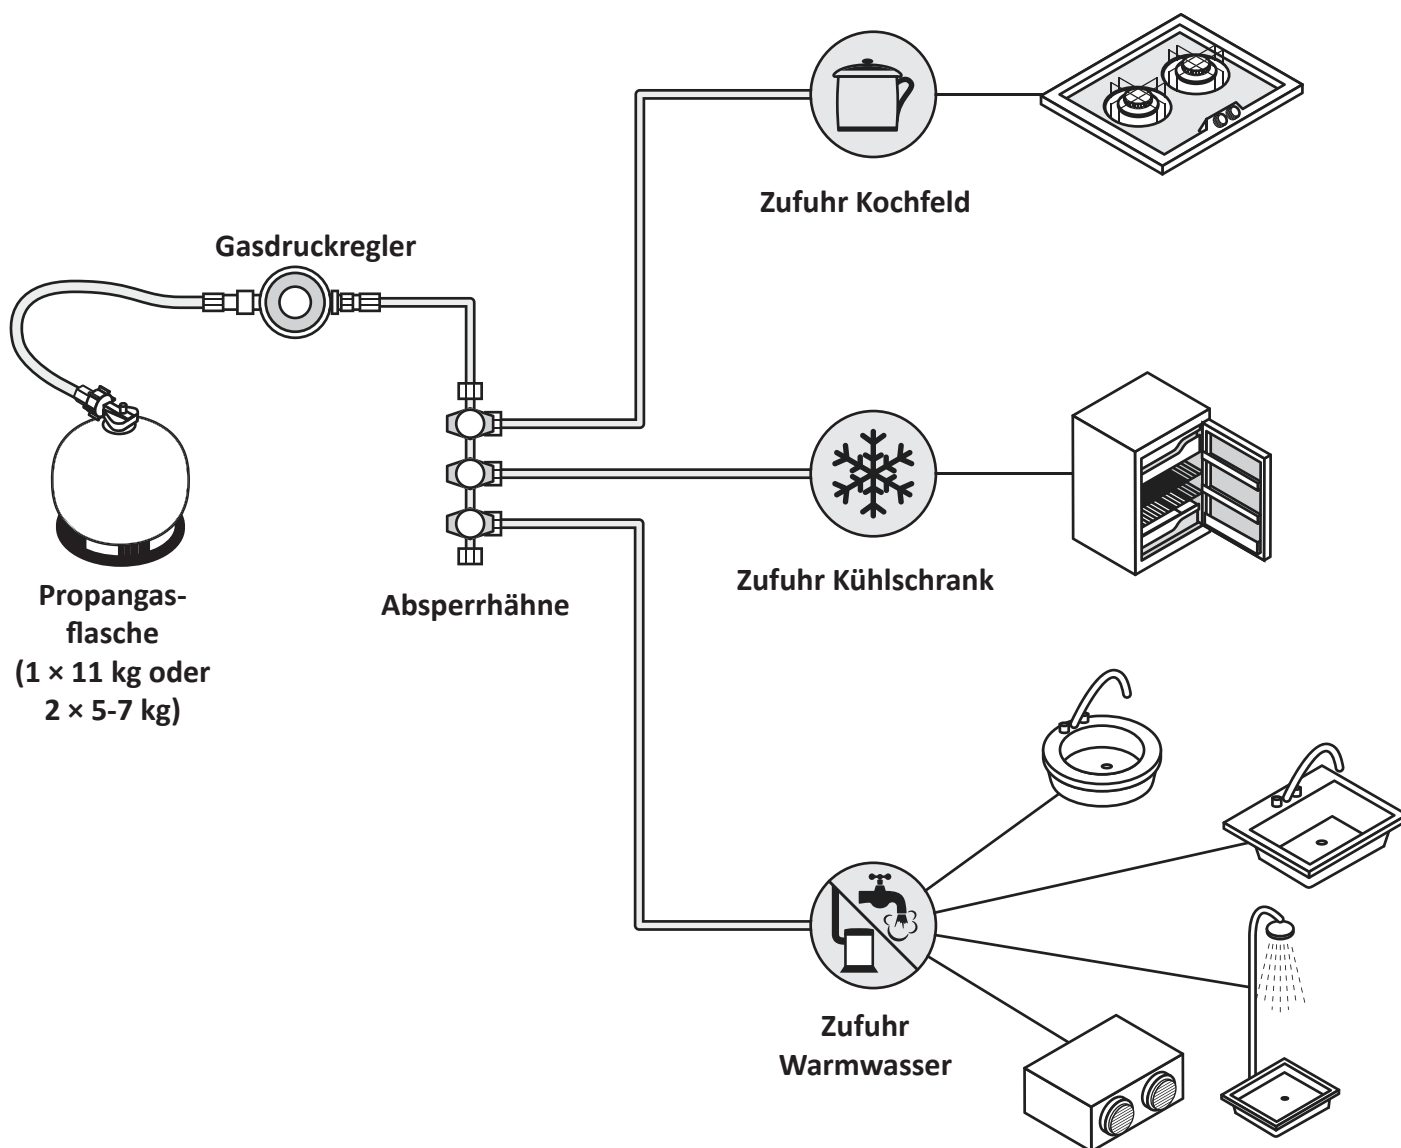 Zufuhr Kochfeld
Gasdruckregler
Zufuhr Kühlschrank
Propangas-
flasche
(1 × 11 kg oder
2 × 5-7 kg)
Absperrhähne
Zufuhr
Warmwasser